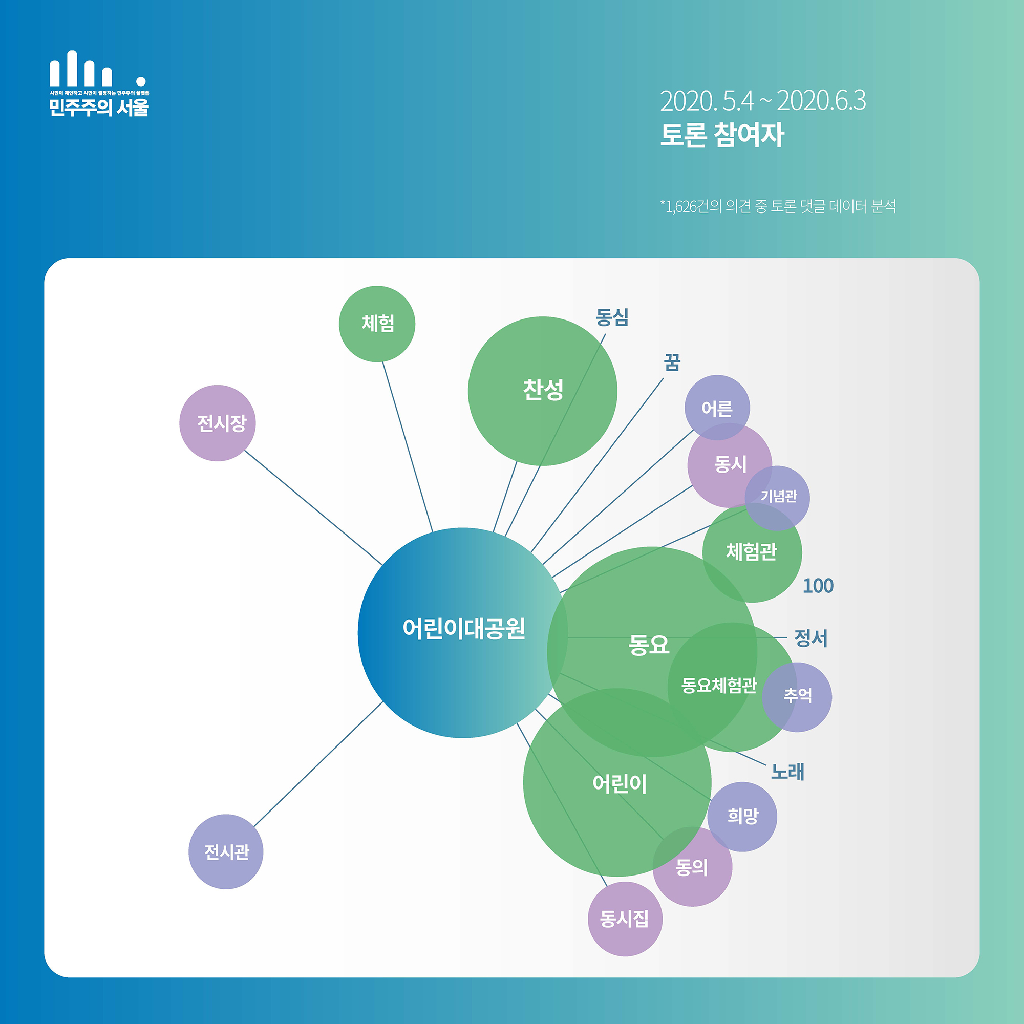 시민이 제안하고 시민이 결정하는 민주주의 플랫폼
민주주의 서울
2020. 5.4 ~ 2020.6.3
토론 참여자
*1,626건의 의견 중 토론 댓글 데이터 분석
체험
동심
찬성
꿈
어른
전시장
동시
기념관
체험관
100
어린이대공원
정서
동요
동요체험관
추억
노래
어린이
희망
전시관
동의
동시집